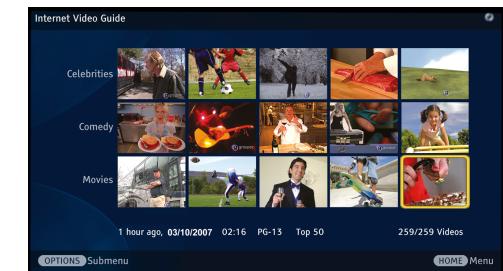 Internet Video Guide
Celebrities
Comedy
Movies
1 hour ago, 03/10/2007 02:16 PG-13 Top 50 259/259 Videos
OPTIONS Submenu HOME Menu